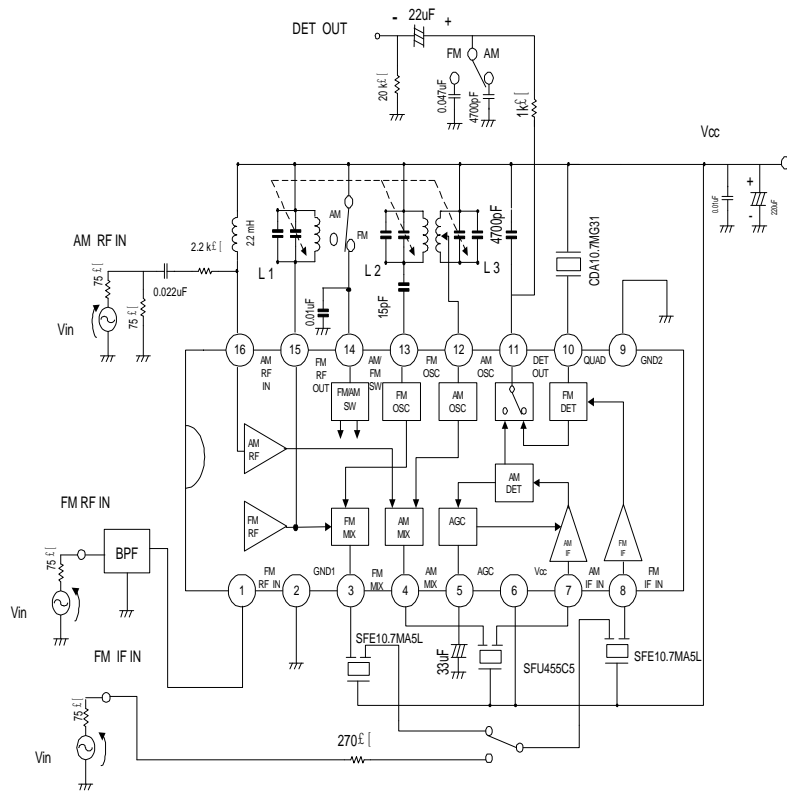 22uF
DET OUT
-
+
FM
AM
20 k£ [
0.047uF
4700pF
1k£ [
Vcc
2.2 mH
AM
FM
4700pF
CDA10.7MG31
0.01uF
+
-
220uF
AM RF IN
2.2 k£ [
75 £ [
0.022uF
75 £ [
Vin
L 1
L 2
L 3
0.01uF
15pF
16
15
14
13
12
11
10
9
AM RF IN
FM RF OUT
AM/ FM SW
FM OSC
AM OSC
DET OUT
QUAD
GND2
FM/AM SW
FM OSC
AM OSC
FM DET
AM RF
AM DET
FM RF
FM MIX
AM MIX
AGC
AM IF
FM IF
FM RF IN
75 £ [
BPF
Vin
FM RF IN
GND1
FM MIX
AM MIX
AGC
Vcc
AM IF IN
FM IF IN
1
2
3
4
5
6
7
8
SFE10.7MA5L
33uF
SFU455C5
SFE10.7MA5L
FM IF IN
75 £ [
Vin
270£ [